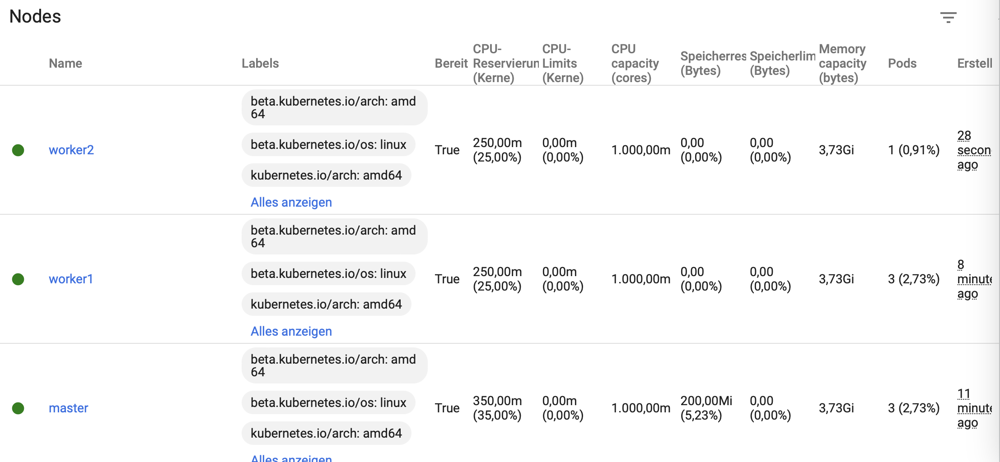 Nodes
Name
Labels
Bereit
CPU-
Reservierun
(Kerne)
CPU-
Limits
(Kerne)
CPU
capacity
(cores)
Speicherres
(Bytes)
Speicherlim
(Bytes)
Memory
capacity
(bytes)
Pods
Erstell
worker2
beta.kubernetes.io/arch: amd
64
beta.kubernetes.io/os: linux
kubernetes.io/arch: amd64
Alles anzeigen
True
250,00m
(25,00%)
0,00m
(0,00%)
1.000,00m
0,00
(0,00%)
0,00
(0,00%)
3,73Gi
1 (0,91%)
28
secon
ago
worker1
beta.kubernetes.io/arch: amd
64
beta.kubernetes.io/os: linux
kubernetes.io/arch: amd64
Alles anzeigen
True
250,00m
(25,00%)
0,00m
(0,00%)
1.000,00m
0,00
(0,00%)
0,00
(0,00%)
3,73Gi
3 (2,73%)
8
minute
ago
master
beta.kubernetes.io/arch: amd
64
beta.kubernetes.io/os: linux
kubernetes.io/arch: amd64
Alles anzeigen
True
350,00m
(35,00%)
0,00m
(0,00%)
1.000,00m
200,00Mi
(5,23%)
0,00
(0,00%)
3,73Gi
3 (2,73%)
11
minute
ago